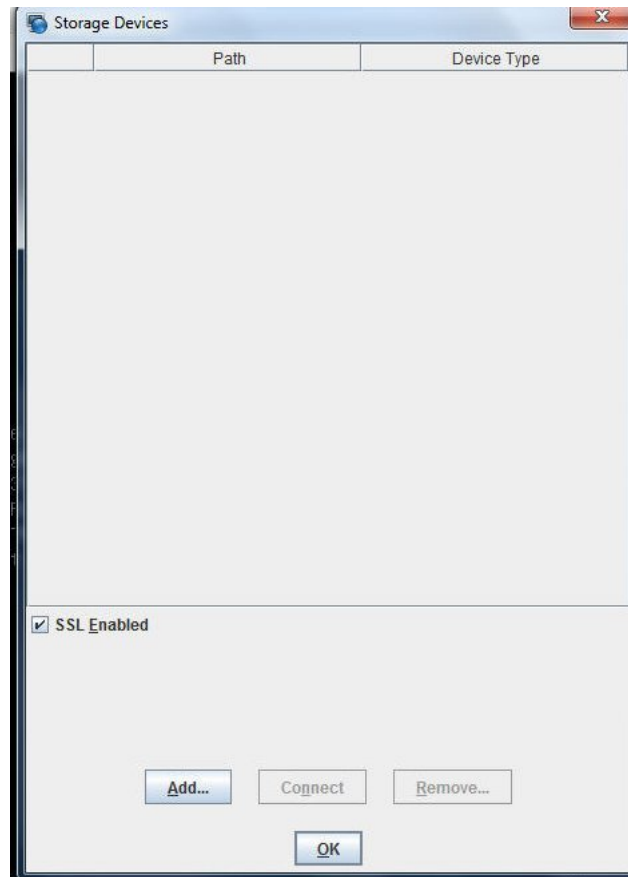 Storage Devices
Path Device Type
SSL Enabled
Add... Connect Remove...
OK